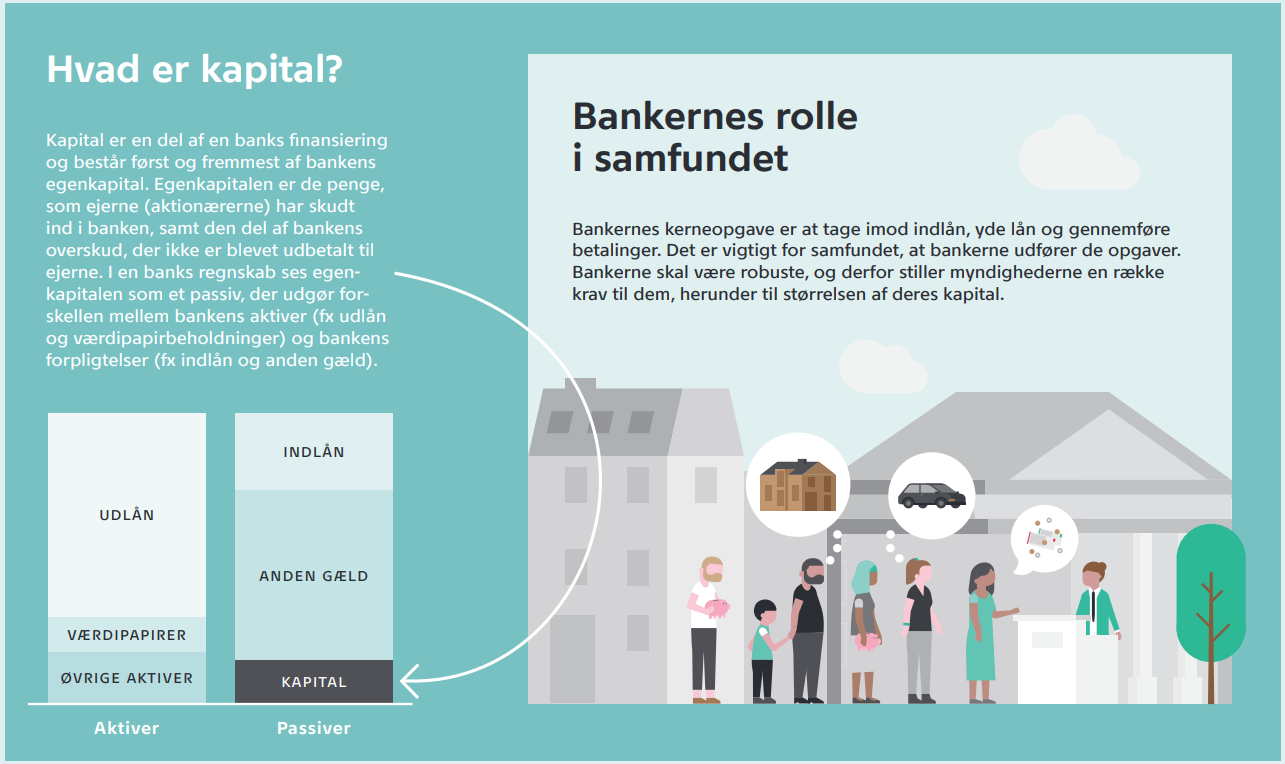 Hvad er kapital?
Kapital er en del af en banks finansiering
og består først og fremmest af bankens
egenkapital. Egenkapitalen er de penge,
som ejerne (aktionærerne) har skudt
ind i banken, samt den del af bankens
overskud, der ikke er blevet udbetalt til
ejerne. I en banks regnskab ses egen-
kapitalen som et passiv, der udgør for-
skellen mellem bankens aktiver (fx udlån
og værdipapirbeholdninger) og bankens
forpligtelser (fx indlån og anden gæld).
UDLÅN
VÆRDIPAPIRER
ØVRIGE AKTIVER
Aktiver
INDLÅN
ANDEN GÆLD
KAPITAL
Passiver
Bankernes rolle
i samfundet
Bankernes kerneopgave er at tage imod indlån, yde lån og gennemføre
betalinger. Det er vigtigt for samfundet, at bankerne udfører de opgaver.
Bankerne skal være robuste, og derfor stiller myndighederne en række
krav til dem, herunder til størrelsen af deres kapital.